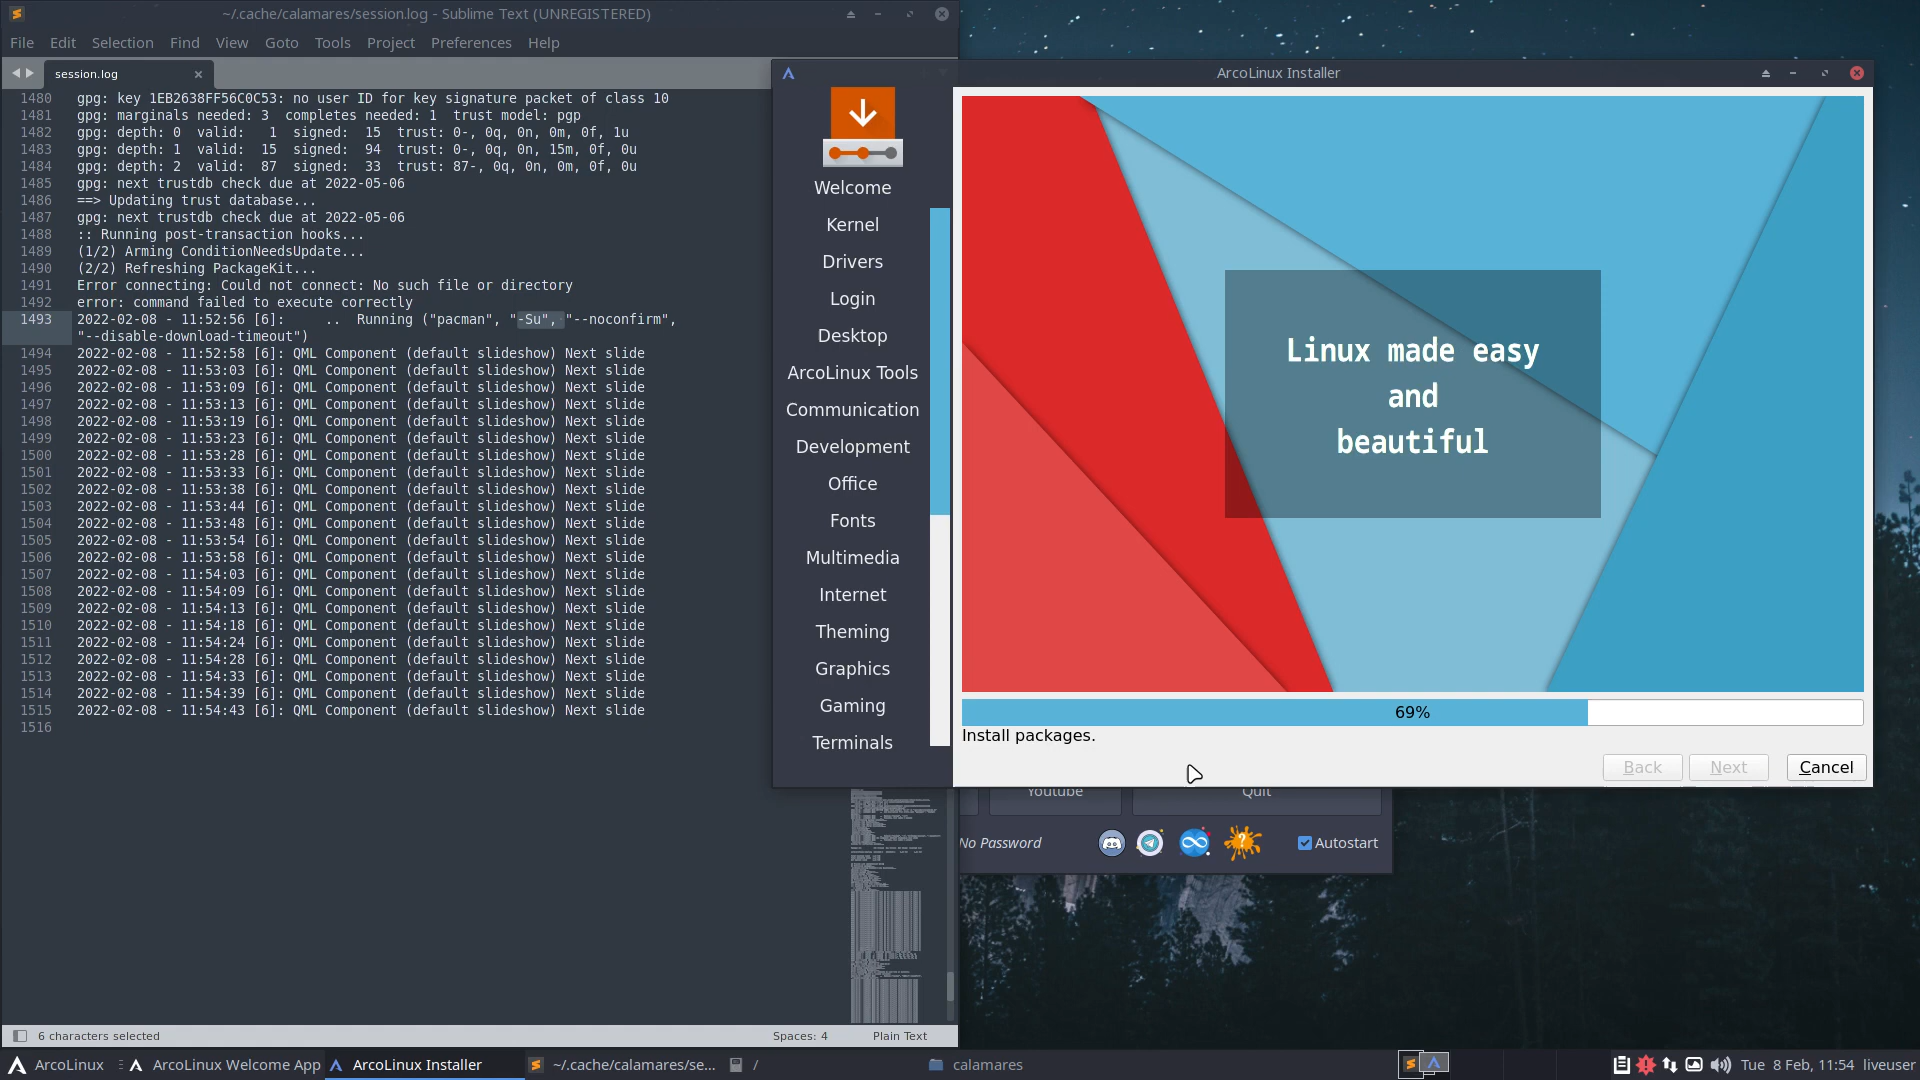 ~/.cache/calamares/session.log - Sublime Text (UNREGISTERED)
File Edit Selection Find View Goto Tools Project Preferences Help
session.log
1480 gpg: key 1EB2638FF56C0C53: no user ID for key signature packet of class 10
1481 gpg: marginals needed: 3  completes needed: 1  trust model: pgp
1482 gpg: depth: 0  valid:   1  signed:  15  trust: 0-, 0q, 0n, 0m, 0f, 1u
1483 gpg: depth: 1  valid:  15  signed:  94  trust: 0-, 0q, 0n, 15m, 0f, 0u
1484 gpg: depth: 2  valid:  87  signed:  33  trust: 87-, 0q, 0n, 0m, 0f, 0u
1485 gpg: next trustdb check due at 2022-05-06
1486 ==> Updating trust database...
1487 gpg: next trustdb check due at 2022-05-06
1488 :: Running post-transaction hooks...
1489 (1/2) Arming ConditionNeedsUpdate...
1490 (2/2) Refreshing PackageKit...
1491 Error connecting: Could not connect: No such file or directory
1492 error: command failed to execute correctly
1493 2022-02-08 - 11:52:56 [6]:     ..  Running ("pacman", "-Su", "--noconfirm",
"--disable-download-timeout")
1494 2022-02-08 - 11:52:58 [6]: QML Component (default slideshow) Next slide
1495 2022-02-08 - 11:53:03 [6]: QML Component (default slideshow) Next slide
1496 2022-02-08 - 11:53:09 [6]: QML Component (default slideshow) Next slide
1497 2022-02-08 - 11:53:13 [6]: QML Component (default slideshow) Next slide
1498 2022-02-08 - 11:53:19 [6]: QML Component (default slideshow) Next slide
1499 2022-02-08 - 11:53:23 [6]: QML Component (default slideshow) Next slide
1500 2022-02-08 - 11:53:28 [6]: QML Component (default slideshow) Next slide
1501 2022-02-08 - 11:53:33 [6]: QML Component (default slideshow) Next slide
1502 2022-02-08 - 11:53:38 [6]: QML Component (default slideshow) Next slide
1503 2022-02-08 - 11:53:44 [6]: QML Component (default slideshow) Next slide
1504 2022-02-08 - 11:53:48 [6]: QML Component (default slideshow) Next slide
1505 2022-02-08 - 11:53:54 [6]: QML Component (default slideshow) Next slide
1506 2022-02-08 - 11:53:58 [6]: QML Component (default slideshow) Next slide
1507 2022-02-08 - 11:54:03 [6]: QML Component (default slideshow) Next slide
1508 2022-02-08 - 11:54:09 [6]: QML Component (default slideshow) Next slide
1509 2022-02-08 - 11:54:13 [6]: QML Component (default slideshow) Next slide
1510 2022-02-08 - 11:54:18 [6]: QML Component (default slideshow) Next slide
1511 2022-02-08 - 11:54:24 [6]: QML Component (default slideshow) Next slide
1512 2022-02-08 - 11:54:28 [6]: QML Component (default slideshow) Next slide
1513 2022-02-08 - 11:54:33 [6]: QML Component (default slideshow) Next slide
1514 2022-02-08 - 11:54:39 [6]: QML Component (default slideshow) Next slide
1515 2022-02-08 - 11:54:43 [6]: QML Component (default slideshow) Next slide
1516
6 characters selected
Spaces: 4 Plain Text
ArcoLinux Installer
Welcome
Kernel
Drivers
Login
Desktop
ArcoLinux Tools
Communication
Development
Office
Fonts
Multimedia
Internet
Theming
Graphics
Gaming
Terminals
Linux made easy
and
beautiful
69%
Install packages.
Back Next Cancel
Youtube Quit
No Password
Autostart
ArcoLinux ArcoLinux Welcome App ArcoLinux Installer ~/.cache/calamares/se... / calamares Tue 8 Feb, 11:54 liveuser